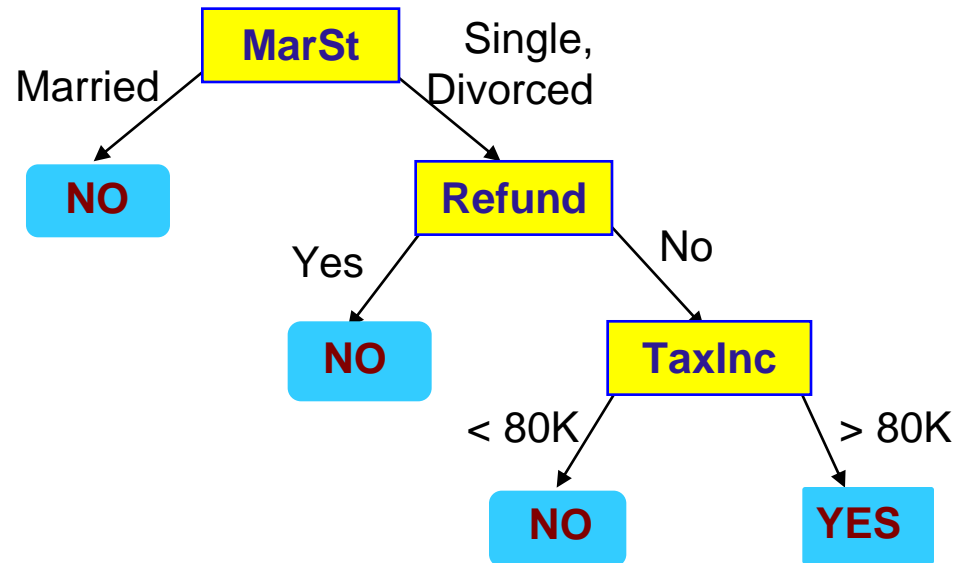 MarSt
Single,
Divorced
Married
NO
Refund
Yes
No
NO
TaxInc
< 80K
> 80K
NO
YES